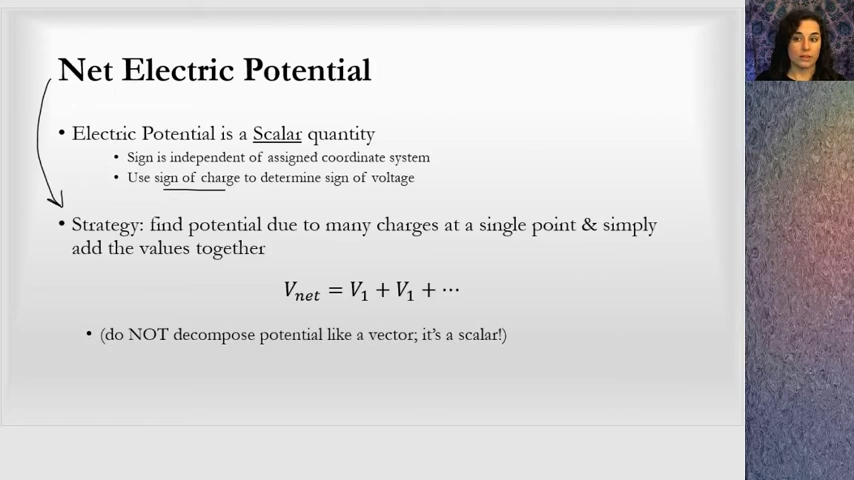 Net Electric Potential
• Electric Potential is a Scalar quantity
• Sign is independent of assigned coordinate system
• Use sign of charge to determine sign of voltage
• Strategy: find potential due to many charges at a single point & simply
add the values together
V_net = V_1 + V_1 + ⋯
• (do NOT decompose potential like a vector; it's a scalar!)